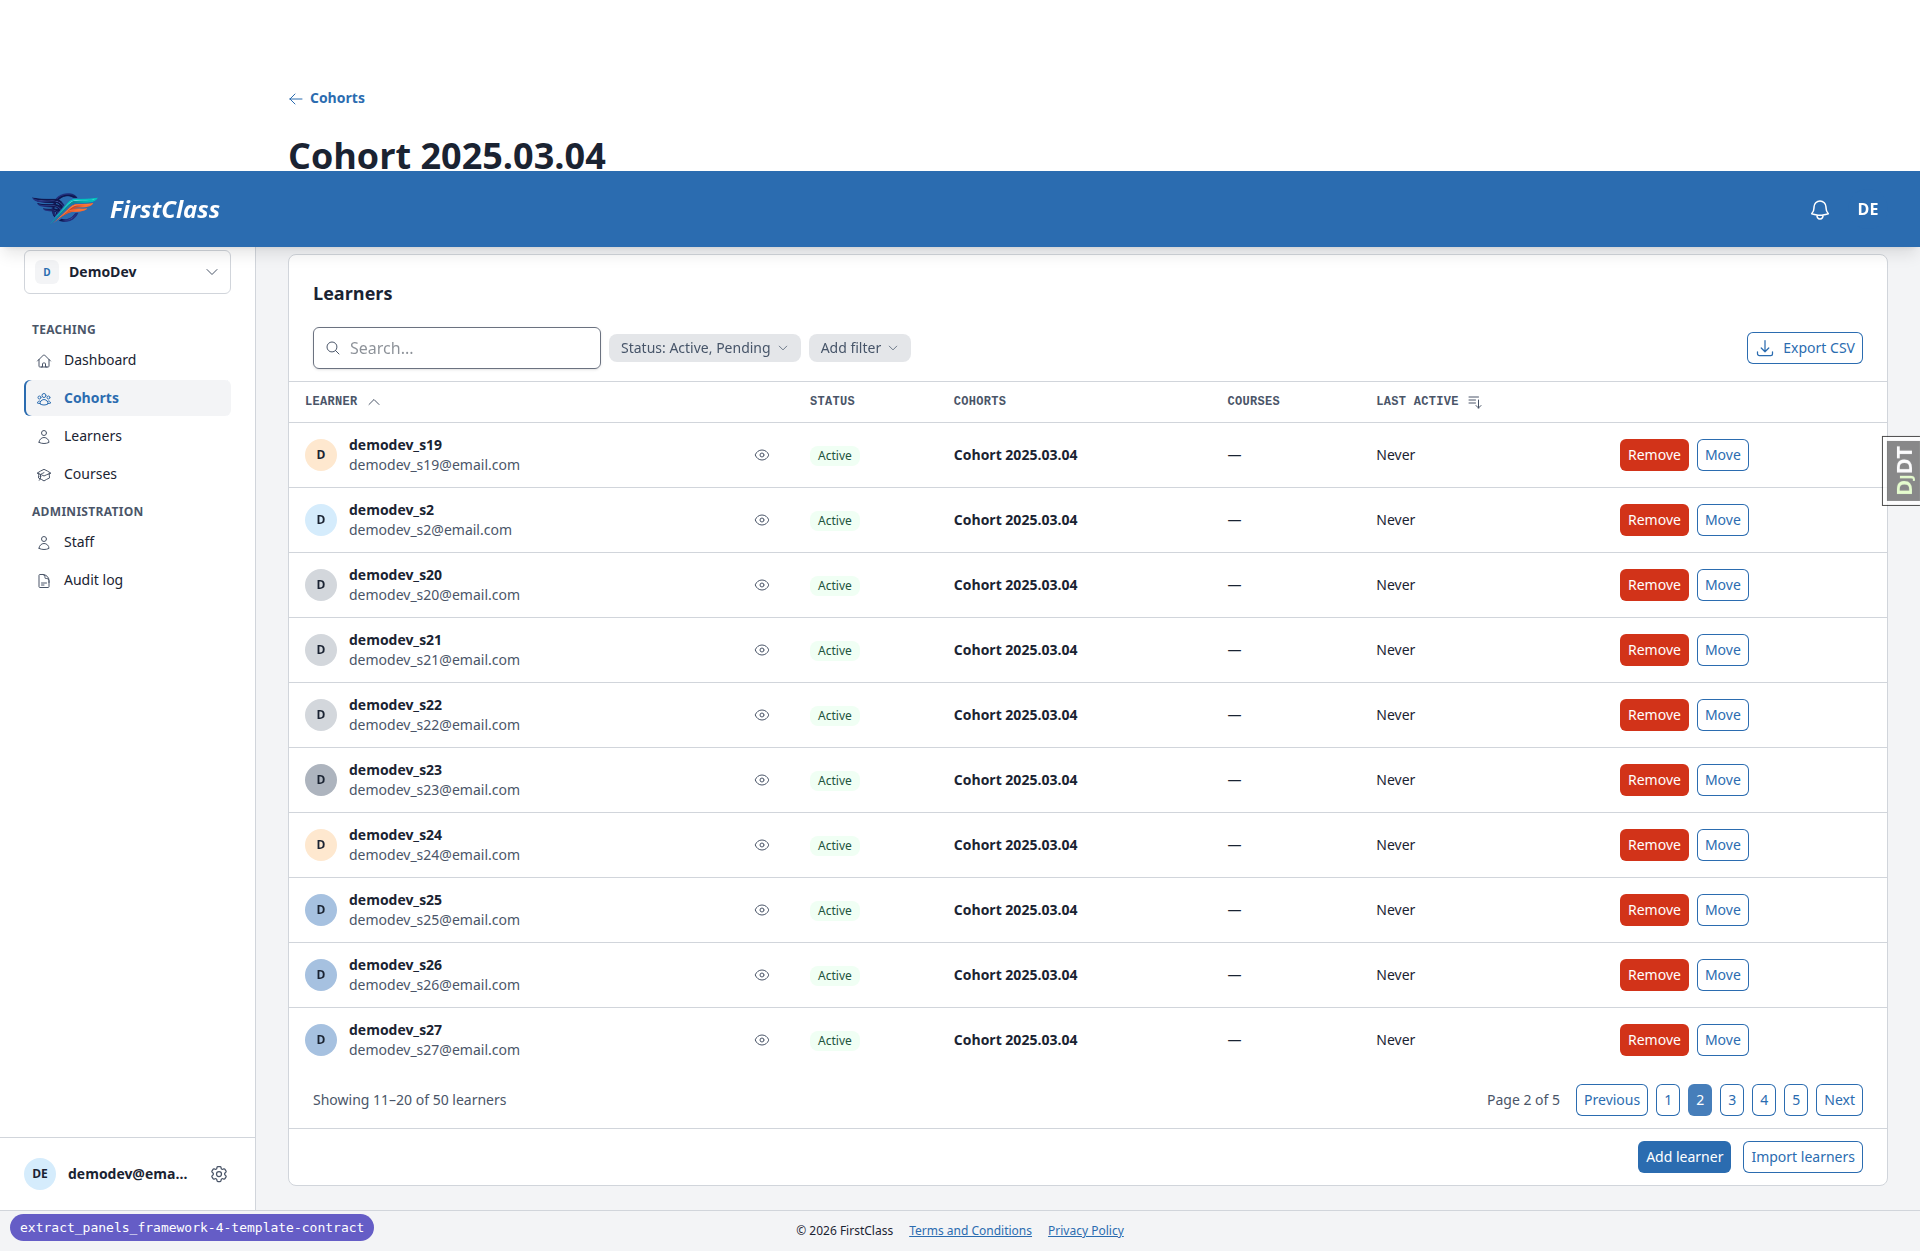 Cohorts
Cohort 2025.03.04
FirstClass
DE
D DemoDev
TEACHING
Dashboard
Cohorts
Learners
Courses
ADMINISTRATION
Staff
Audit log
DE demodev@ema...
Learners
Search...
Status: Active, Pending
Add filter
Export CSV
LEARNER STATUS COHORTS COURSES LAST ACTIVE
D demodev_s19 Active Cohort 2025.03.04 — Never Remove Move
demodev_s19@email.com
D demodev_s2 Active Cohort 2025.03.04 — Never Remove Move
demodev_s2@email.com
D demodev_s20 Active Cohort 2025.03.04 — Never Remove Move
demodev_s20@email.com
D demodev_s21 Active Cohort 2025.03.04 — Never Remove Move
demodev_s21@email.com
D demodev_s22 Active Cohort 2025.03.04 — Never Remove Move
demodev_s22@email.com
D demodev_s23 Active Cohort 2025.03.04 — Never Remove Move
demodev_s23@email.com
D demodev_s24 Active Cohort 2025.03.04 — Never Remove Move
demodev_s24@email.com
D demodev_s25 Active Cohort 2025.03.04 — Never Remove Move
demodev_s25@email.com
D demodev_s26 Active Cohort 2025.03.04 — Never Remove Move
demodev_s26@email.com
D demodev_s27 Active Cohort 2025.03.04 — Never Remove Move
demodev_s27@email.com
Showing 11–20 of 50 learners
Page 2 of 5 Previous 1 2 3 4 5 Next
Add learner Import learners
DjDT
extract_panels_framework-4-template-contract
© 2026 FirstClass Terms and Conditions Privacy Policy